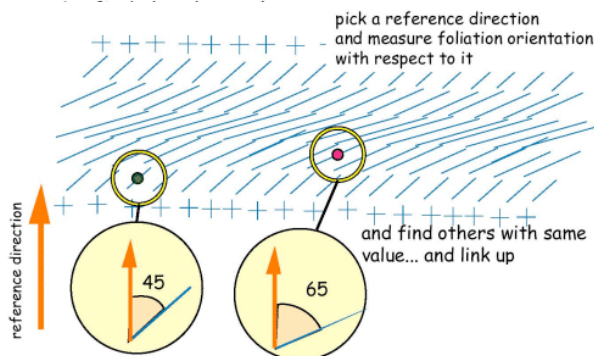 pick a reference direction
and measure foliation orientation
with respect to it
reference direction
45
65
and find others with same
value... and link up